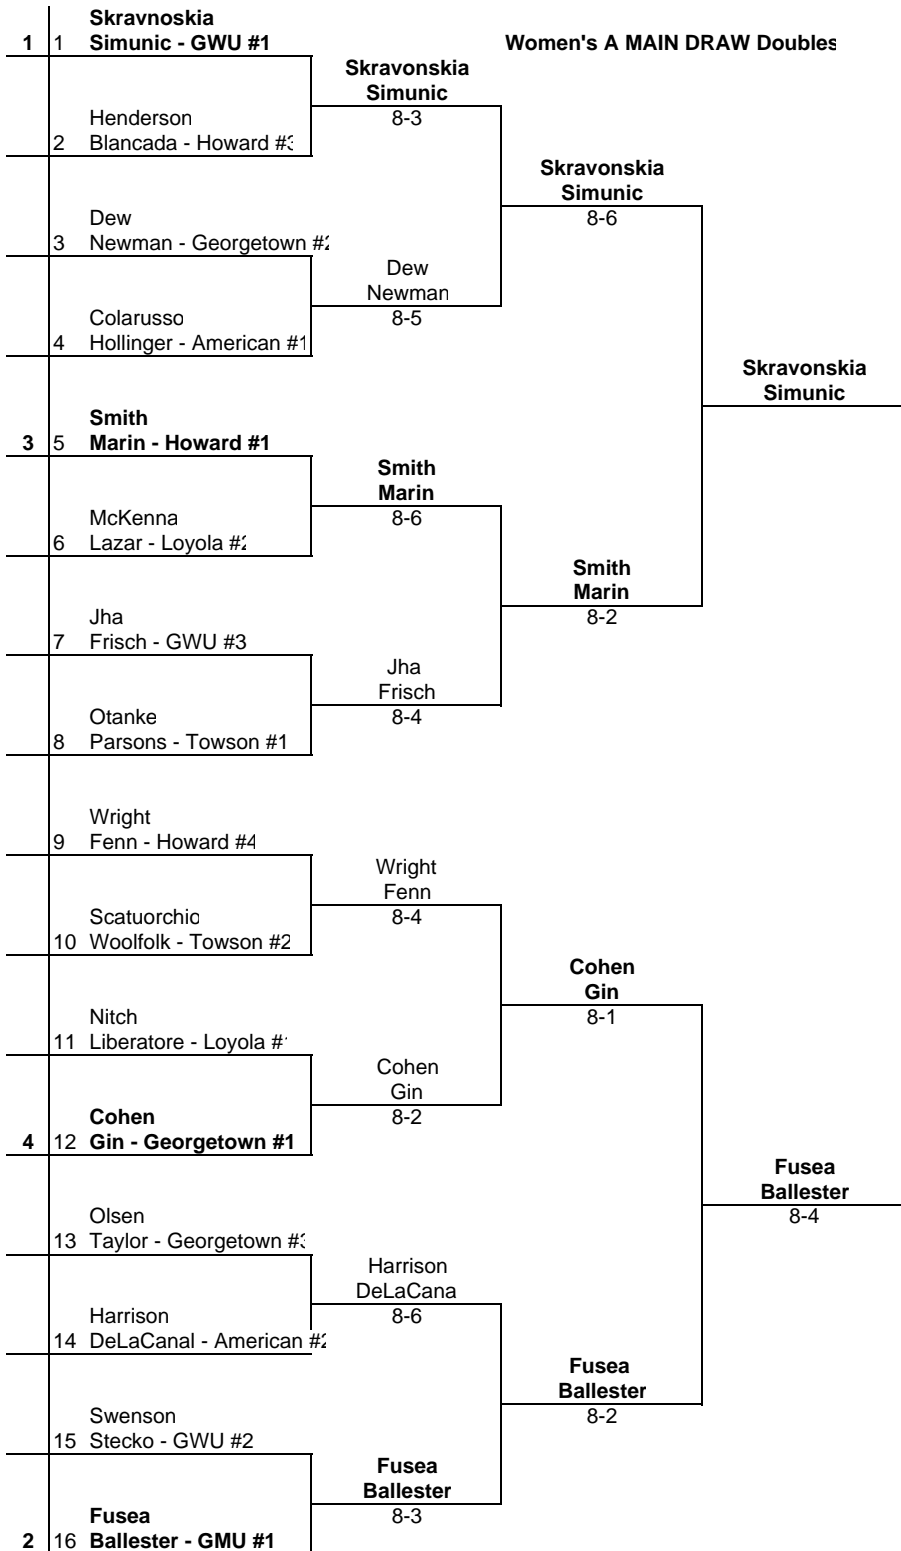 Skravnoskia
1 1 Simunic - GWU #1
Women's A MAIN DRAW Doubles
Skravonskia
Simunic
8-3
Henderson
2 Blancada - Howard #3
Skravonskia
Simunic
8-6
Dew
3 Newman - Georgetown #2
Dew
Newman
8-5
Colarusso
4 Hollinger - American #1
Skravonskia
Simunic
Smith
3 5 Marin - Howard #1
Smith
Marin
8-6
McKenna
6 Lazar - Loyola #2
Smith
Marin
8-2
Jha
7 Frisch - GWU #3
Jha
Frisch
8-4
Otanke
8 Parsons - Towson #1
Wright
9 Fenn - Howard #4
Wright
Fenn
8-4
Scatuorchio
10 Woolfolk - Towson #2
Cohen
Gin
8-1
Nitch
11 Liberatore - Loyola #1
Cohen
Gin
8-2
Cohen
4 12 Gin - Georgetown #1
Fusea
Ballester
8-4
Olsen
13 Taylor - Georgetown #3
Harrison
DeLaCana
8-6
Harrison
14 DeLaCanal - American #2
Fusea
Ballester
8-2
Swenson
15 Stecko - GWU #2
Fusea
Ballester
8-3
Fusea
2 16 Ballester - GMU #1